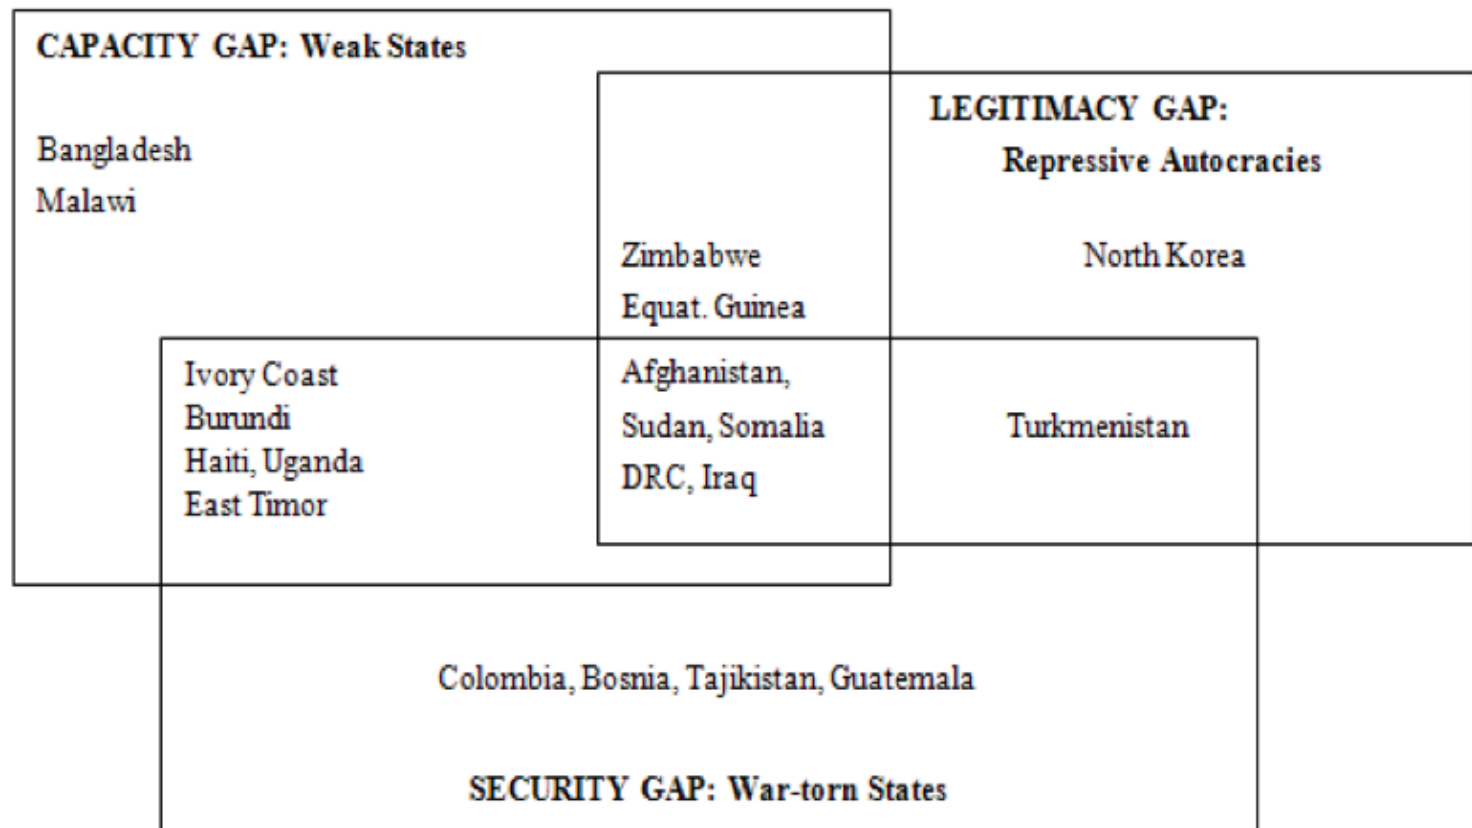 CAPACITY GAP: Weak States
Bangladesh
Malawi
LEGITIMACY GAP:
Repressive Autocracies
Zimbabwe
Equat. Guinea
North Korea
Ivory Coast
Burundi
Haiti, Uganda
East Timor
Afghanistan,
Sudan, Somalia
DRC, Iraq
Turkmenistan
Colombia, Bosnia, Tajikistan, Guatemala
SECURITY GAP: War-torn States